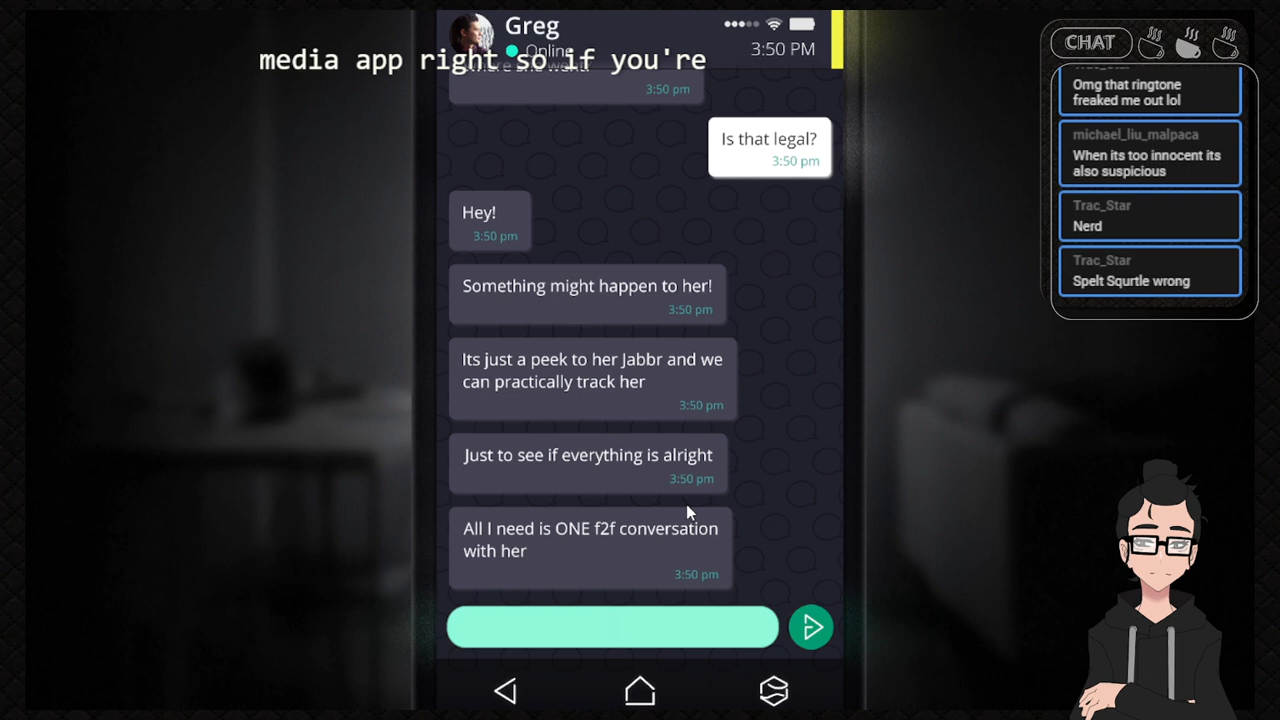 Greg
Online
3:50 PM
media app right so if you're
3:50 pm
Is that legal?
3:50 pm
Hey!
3:50 pm
Something might happen to her!
3:50 pm
Its just a peek to her Jabbr and we
can practically track her
3:50 pm
Just to see if everything is alright
3:50 pm
All I need is ONE f2f conversation
with her
3:50 pm
CHAT
Trac_Star
Omg that ringtone
freaked me out lol
michael_liu_malpaca
When its too innocent its
also suspicious
Trac_Star
Nerd
Trac_Star
Spelt Squrtle wrong